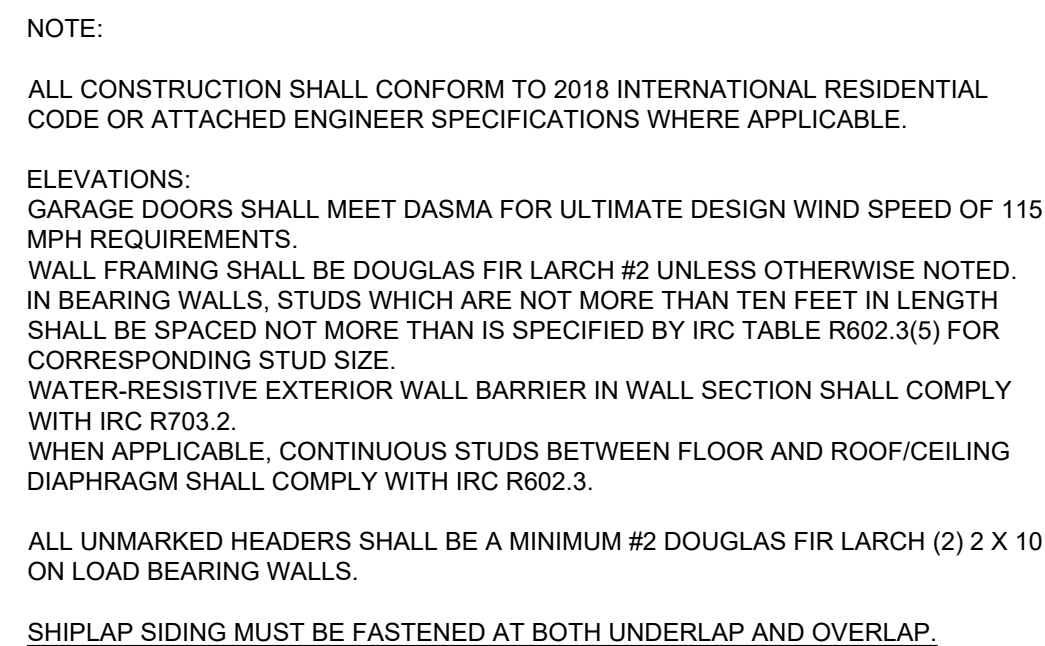 NOTE:
ALL CONSTRUCTION SHALL CONFORM TO 2018 INTERNATIONAL RESIDENTIAL
CODE OR ATTACHED ENGINEER SPECIFICATIONS WHERE APPLICABLE.
ELEVATIONS:
GARAGE DOORS SHALL MEET DASMA FOR ULTIMATE DESIGN WIND SPEED OF 115
MPH REQUIREMENTS.
WALL FRAMING SHALL BE DOUGLAS FIR LARCH #2 UNLESS OTHERWISE NOTED.
IN BEARING WALLS, STUDS WHICH ARE NOT MORE THAN TEN FEET IN LENGTH
SHALL BE SPACED NOT MORE THAN IS SPECIFIED BY IRC TABLE R602.3(5) FOR
CORRESPONDING STUD SIZE.
WATER-RESISTIVE EXTERIOR WALL BARRIER IN WALL SECTION SHALL COMPLY
WITH IRC R703.2.
WHEN APPLICABLE, CONTINUOUS STUDS BETWEEN FLOOR AND ROOF/CEILING
DIAPHRAGM SHALL COMPLY WITH IRC R602.3.
ALL UNMARKED HEADERS SHALL BE A MINIMUM #2 DOUGLAS FIR LARCH (2) 2 X 10
ON LOAD BEARING WALLS.
SHIPLAP SIDING MUST BE FASTENED AT BOTH UNDERLAP AND OVERLAP.